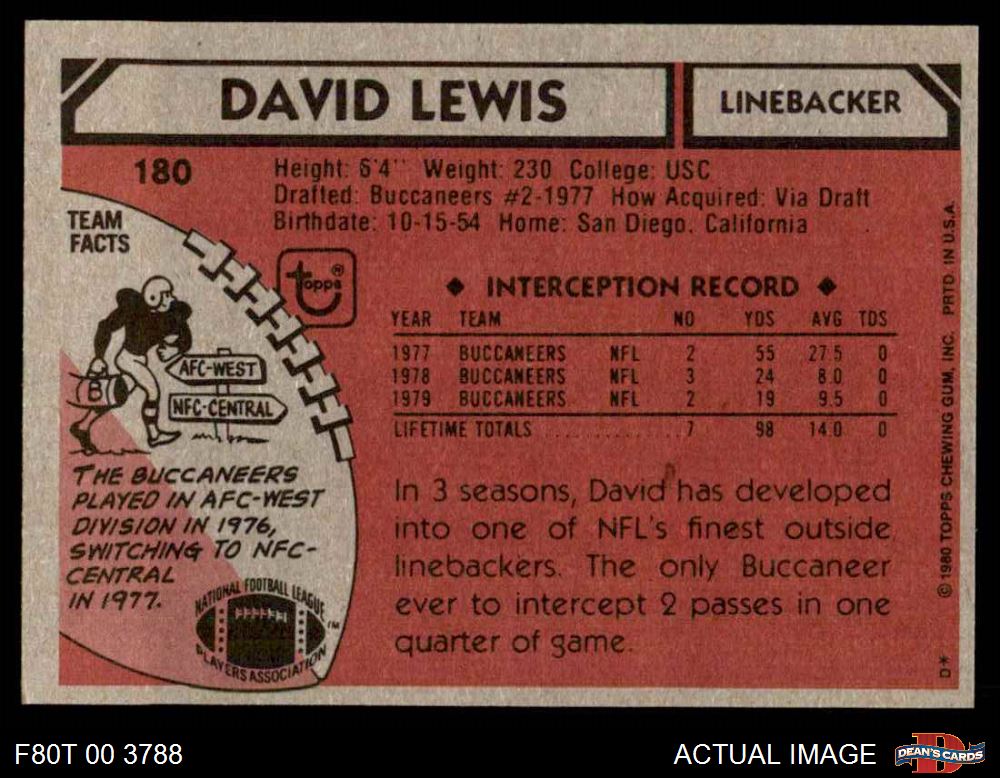 DAVID LEWIS
LINEBACKER
180
Height: 6'4" Weight: 230 College: USC
Drafted: Buccaneers #2-1977 How Acquired: Via Draft
Birthdate: 10-15-54 Home: San Diego, California
TEAM
FACTS
topps®
AFC-WEST
NFC-CENTRAL
B
THE BUCCANEERS
PLAYED IN AFC-WEST
DIVISION IN 1976,
SWITCHING TO NFC-
CENTRAL
IN 1977.
NATIONAL FOOTBALL LEAGUE
PLAYERS ASSOCIATION
TM
◆ INTERCEPTION RECORD ◆
YEAR TEAM NO YDS AVG TDS
1977 BUCCANEERS NFL 2 55 27.5 0
1978 BUCCANEERS NFL 3 24 8.0 0
1979 BUCCANEERS NFL 2 19 9.5 0
LIFETIME TOTALS ............... 7 98 14.0 0
In 3 seasons, David has developed
into one of NFL's finest outside
linebackers. The only Buccaneer
ever to intercept 2 passes in one
quarter of game.
© 1980 TOPPS CHEWING GUM, INC. PRTD. IN U.S.A.
D*
F80T 00 3788
ACTUAL IMAGE
DEAN'S CARDS